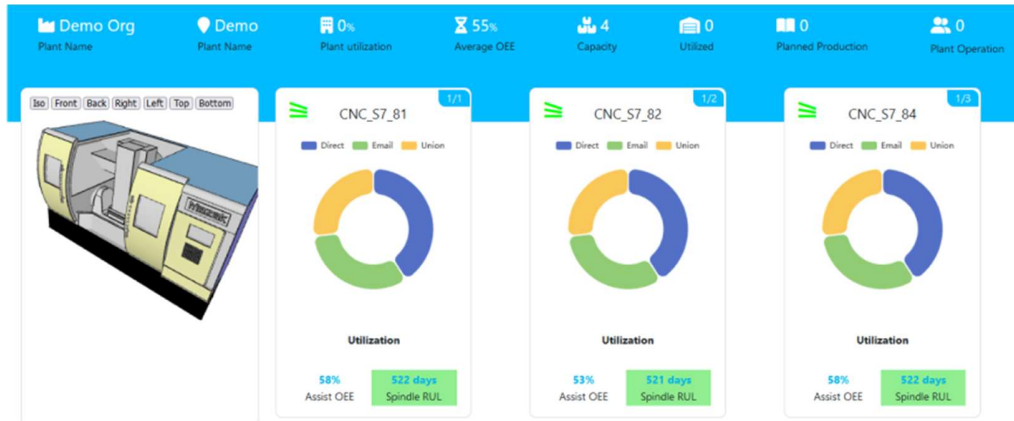 Demo Org
Plant Name
Demo
Plant Name
0%
Plant utilization
55%
Average OEE
4
Capacity
0
Utilized
0
Planned Production
0
Plant Operation
Iso Front Back Right Left Top Bottom
1/1
CNC_S7_81
Direct Email Union
Utilization
58%
Assist OEE
522 days
Spindle RUL
1/2
CNC_S7_82
Direct Email Union
Utilization
53%
Assist OEE
521 days
Spindle RUL
1/3
CNC_S7_84
Direct Email Union
Utilization
58%
Assist OEE
522 days
Spindle RUL